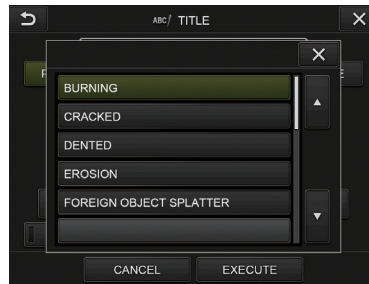 ABC/ TITLE
BURNING
CRACKED
DENTED
EROSION
FOREIGN OBJECT SPLATTER
CANCEL
EXECUTE